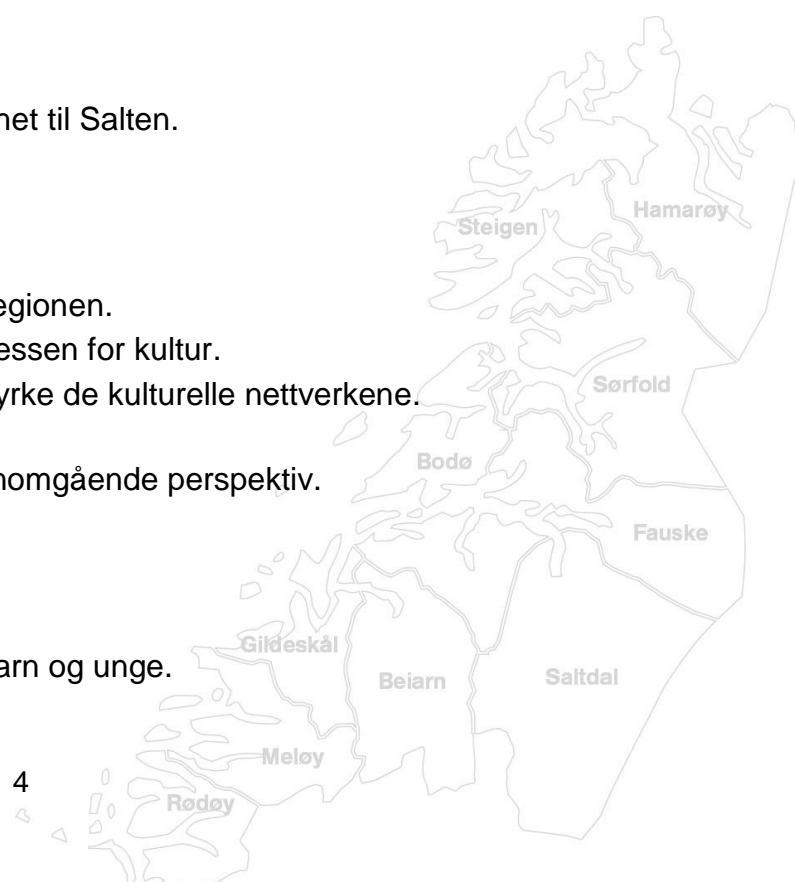 net til Salten.
egionen.
essen for kultur.
yrke de kulturelle nettverkene.
nomgående perspektiv.
arn og unge.
4
Hamarøy
Steigen
Sørfold
Bodø
Fauske
Gildeskål
Beiarn
Saltdal
Meløy
Rødøy